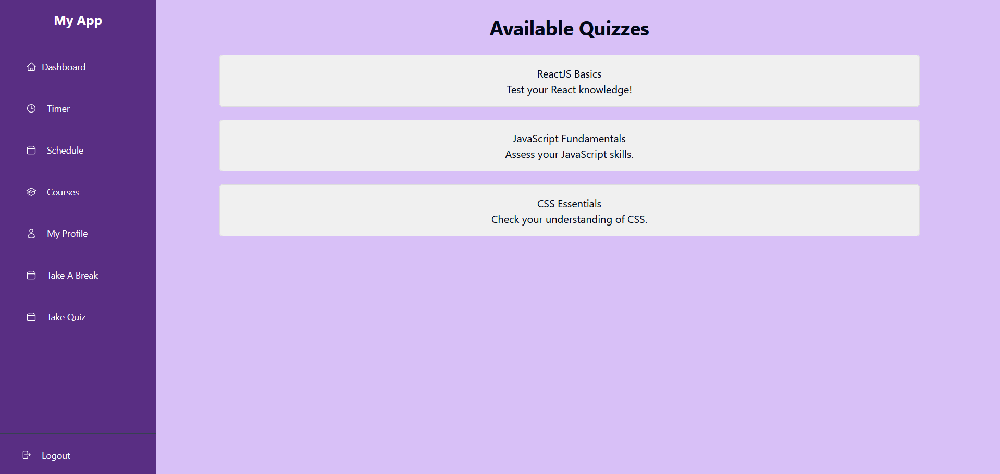 My App
Dashboard
Timer
Schedule
Courses
My Profile
Take A Break
Take Quiz
Logout
Available Quizzes
ReactJS Basics
Test your React knowledge!
JavaScript Fundamentals
Assess your JavaScript skills.
CSS Essentials
Check your understanding of CSS.